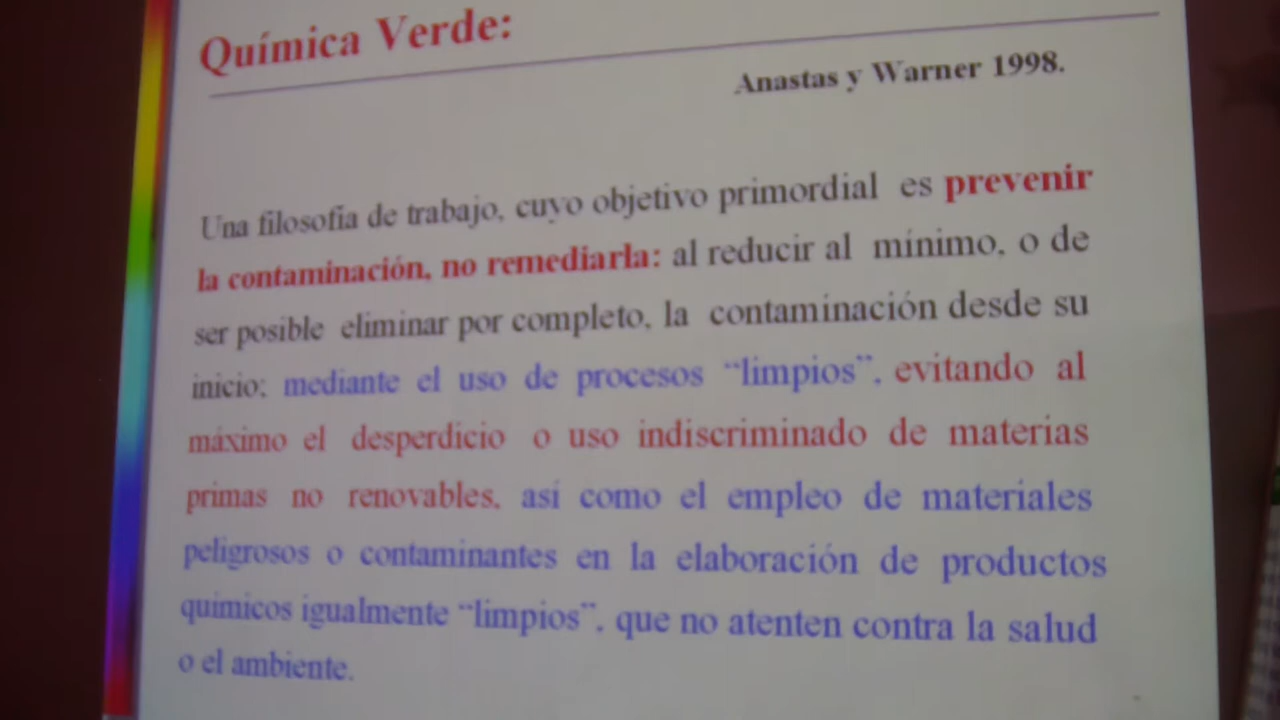 Química Verde:
Anastas y Warner 1998.
Una filosofía de trabajo, cuyo objetivo primordial es prevenir
la contaminación, no remediarla: al reducir al mínimo, o de
ser posible eliminar por completo, la contaminación desde su
inicio; mediante el uso de procesos “limpios”, evitando al
máximo el desperdicio o uso indiscriminado de materias
primas no renovables, así como el empleo de materiales
peligrosos o contaminantes en la elaboración de productos
químicos igualmente “limpios”, que no atenten contra la salud
o el ambiente.